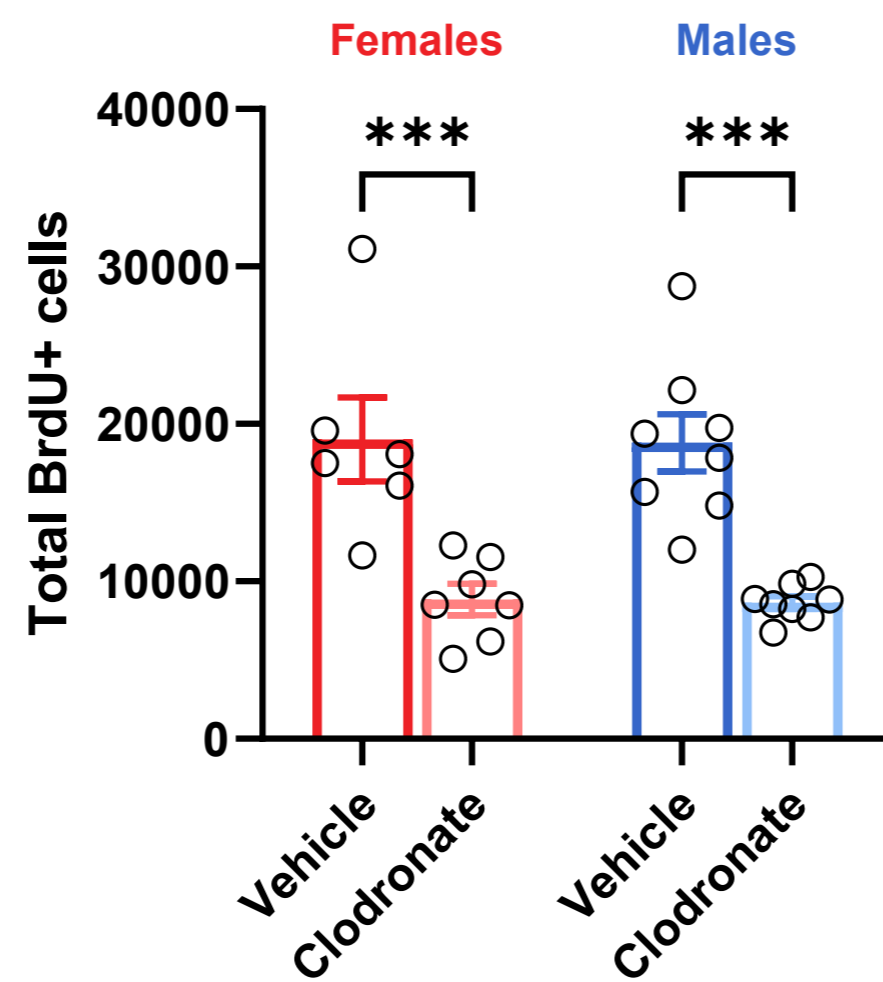 Females Males
40000
*** ***
30000
20000
10000
0
Total BrdU+ cells
Vehicle
Clodronate
Vehicle
Clodronate